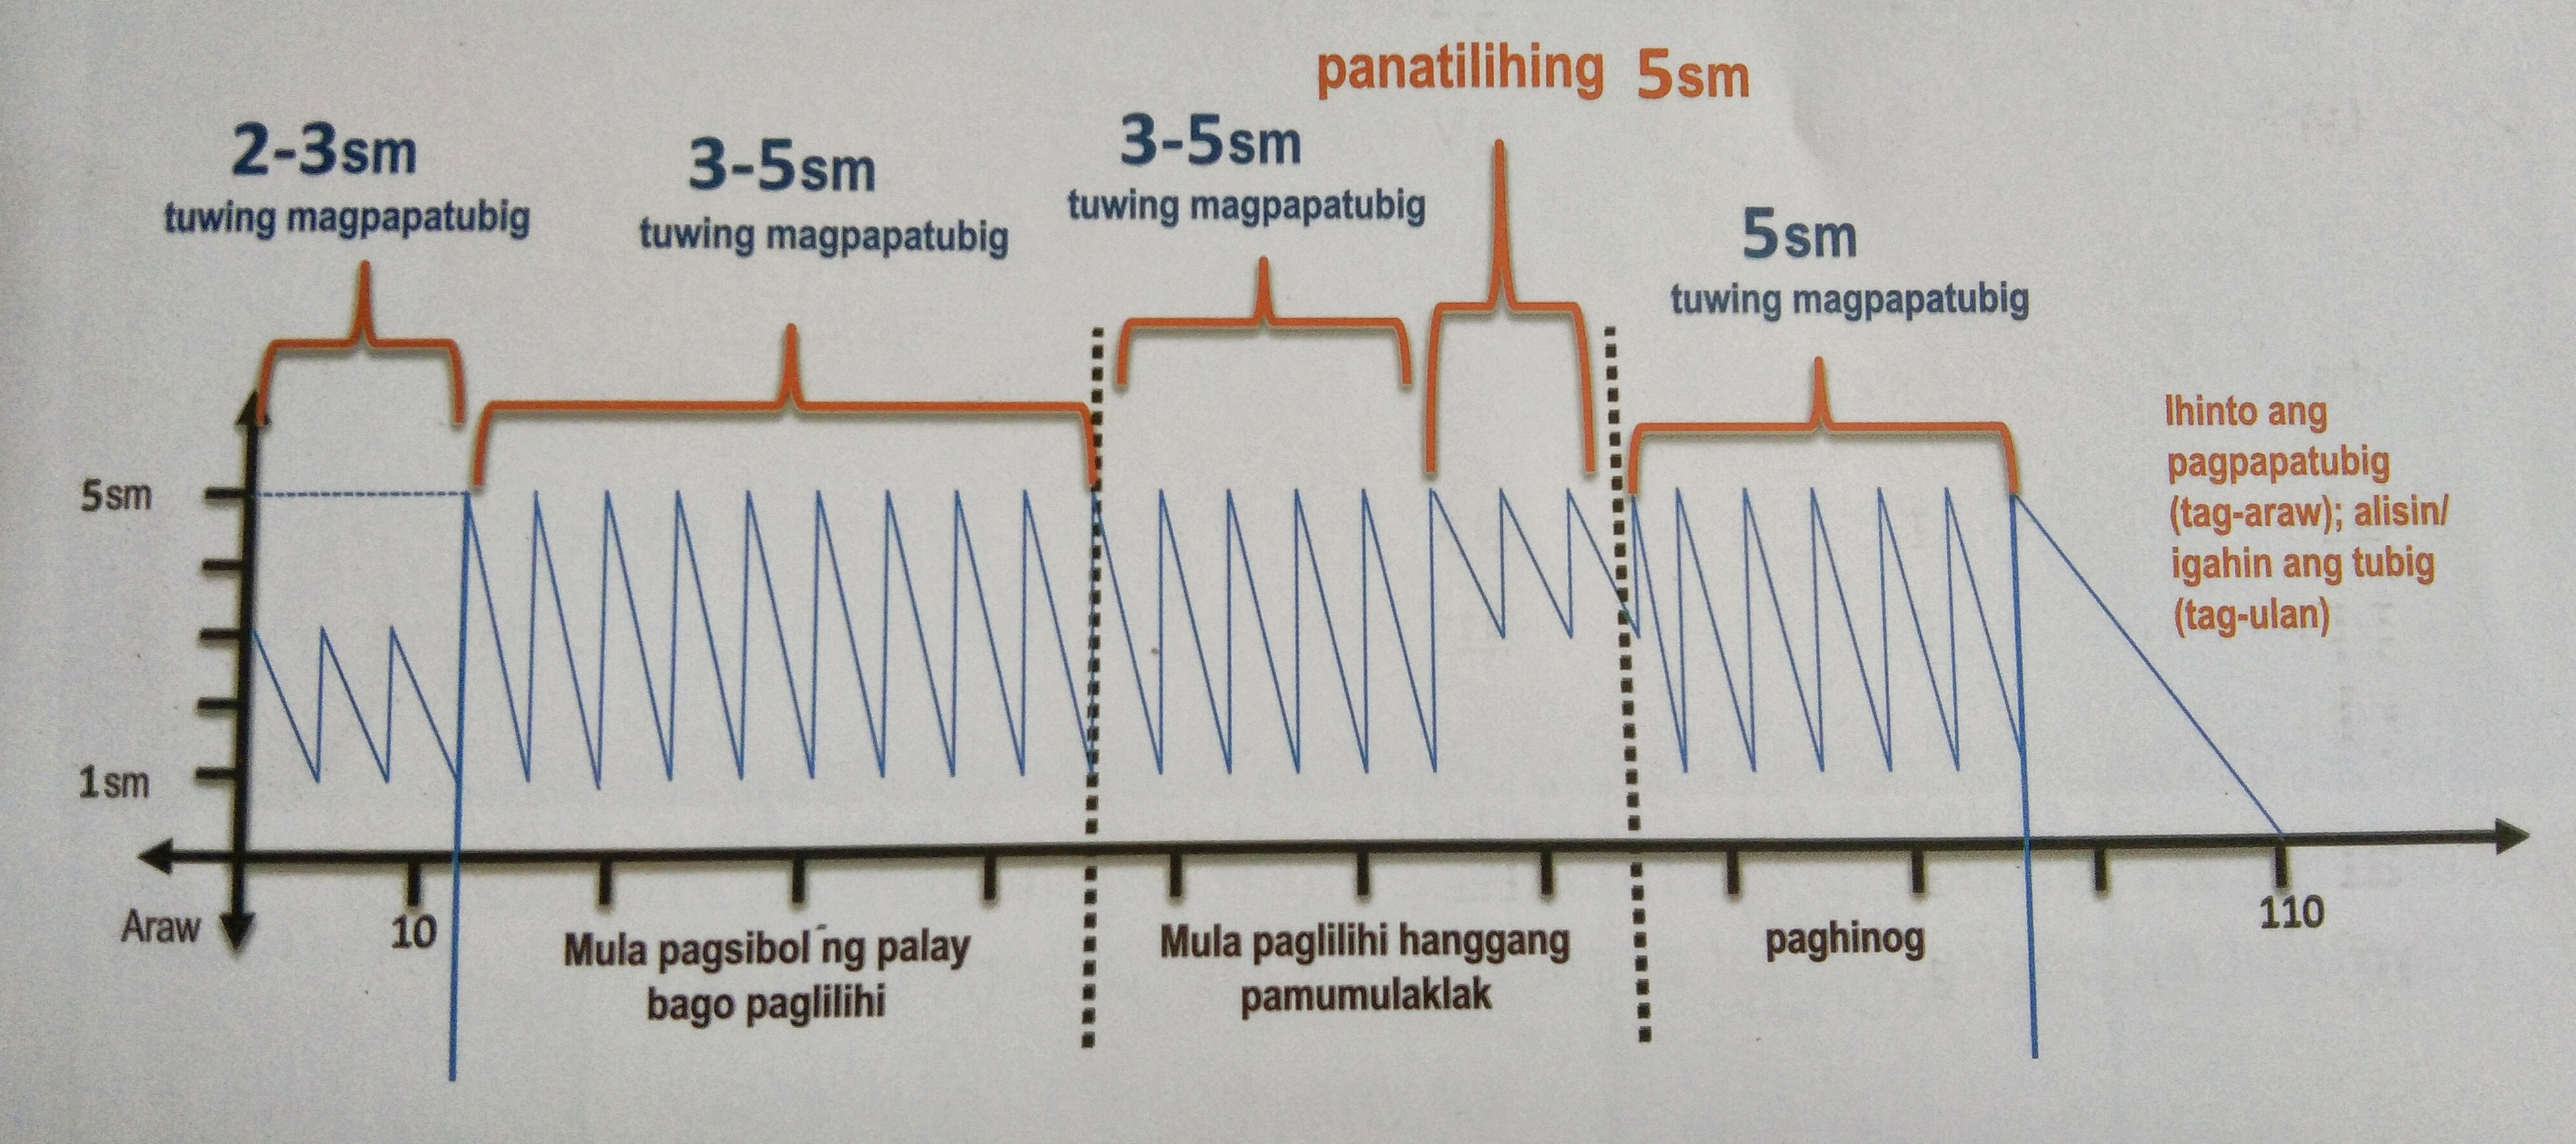 panatilihing 5sm
2-3sm
tuwing magpapatubig
3-5sm
tuwing magpapatubig
3-5sm
tuwing magpapatubig
5sm
tuwing magpapatubig
Ihinto ang
pagpapatubig
(tag-araw); alisin/
igahin ang tubig
(tag-ulan)
5sm
1sm
Araw
10
110
Mula pagsibol ng palay
bago paglilihi
Mula paglilihi hanggang
pamumulaklak
paghinog